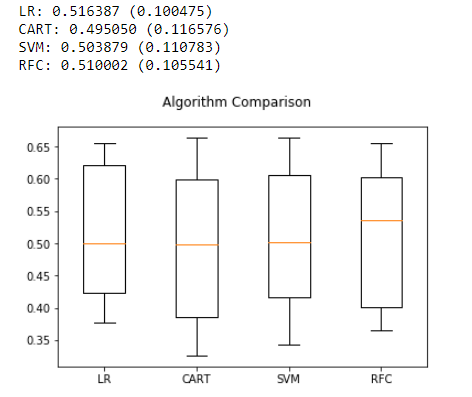 LR: 0.516387 (0.100475)
CART: 0.495050 (0.116576)
SVM: 0.503879 (0.110783)
RFC: 0.510002 (0.105541)
Algorithm Comparison
0.65
0.60
0.55
0.50
0.45
0.40
0.35
LR CART SVM RFC